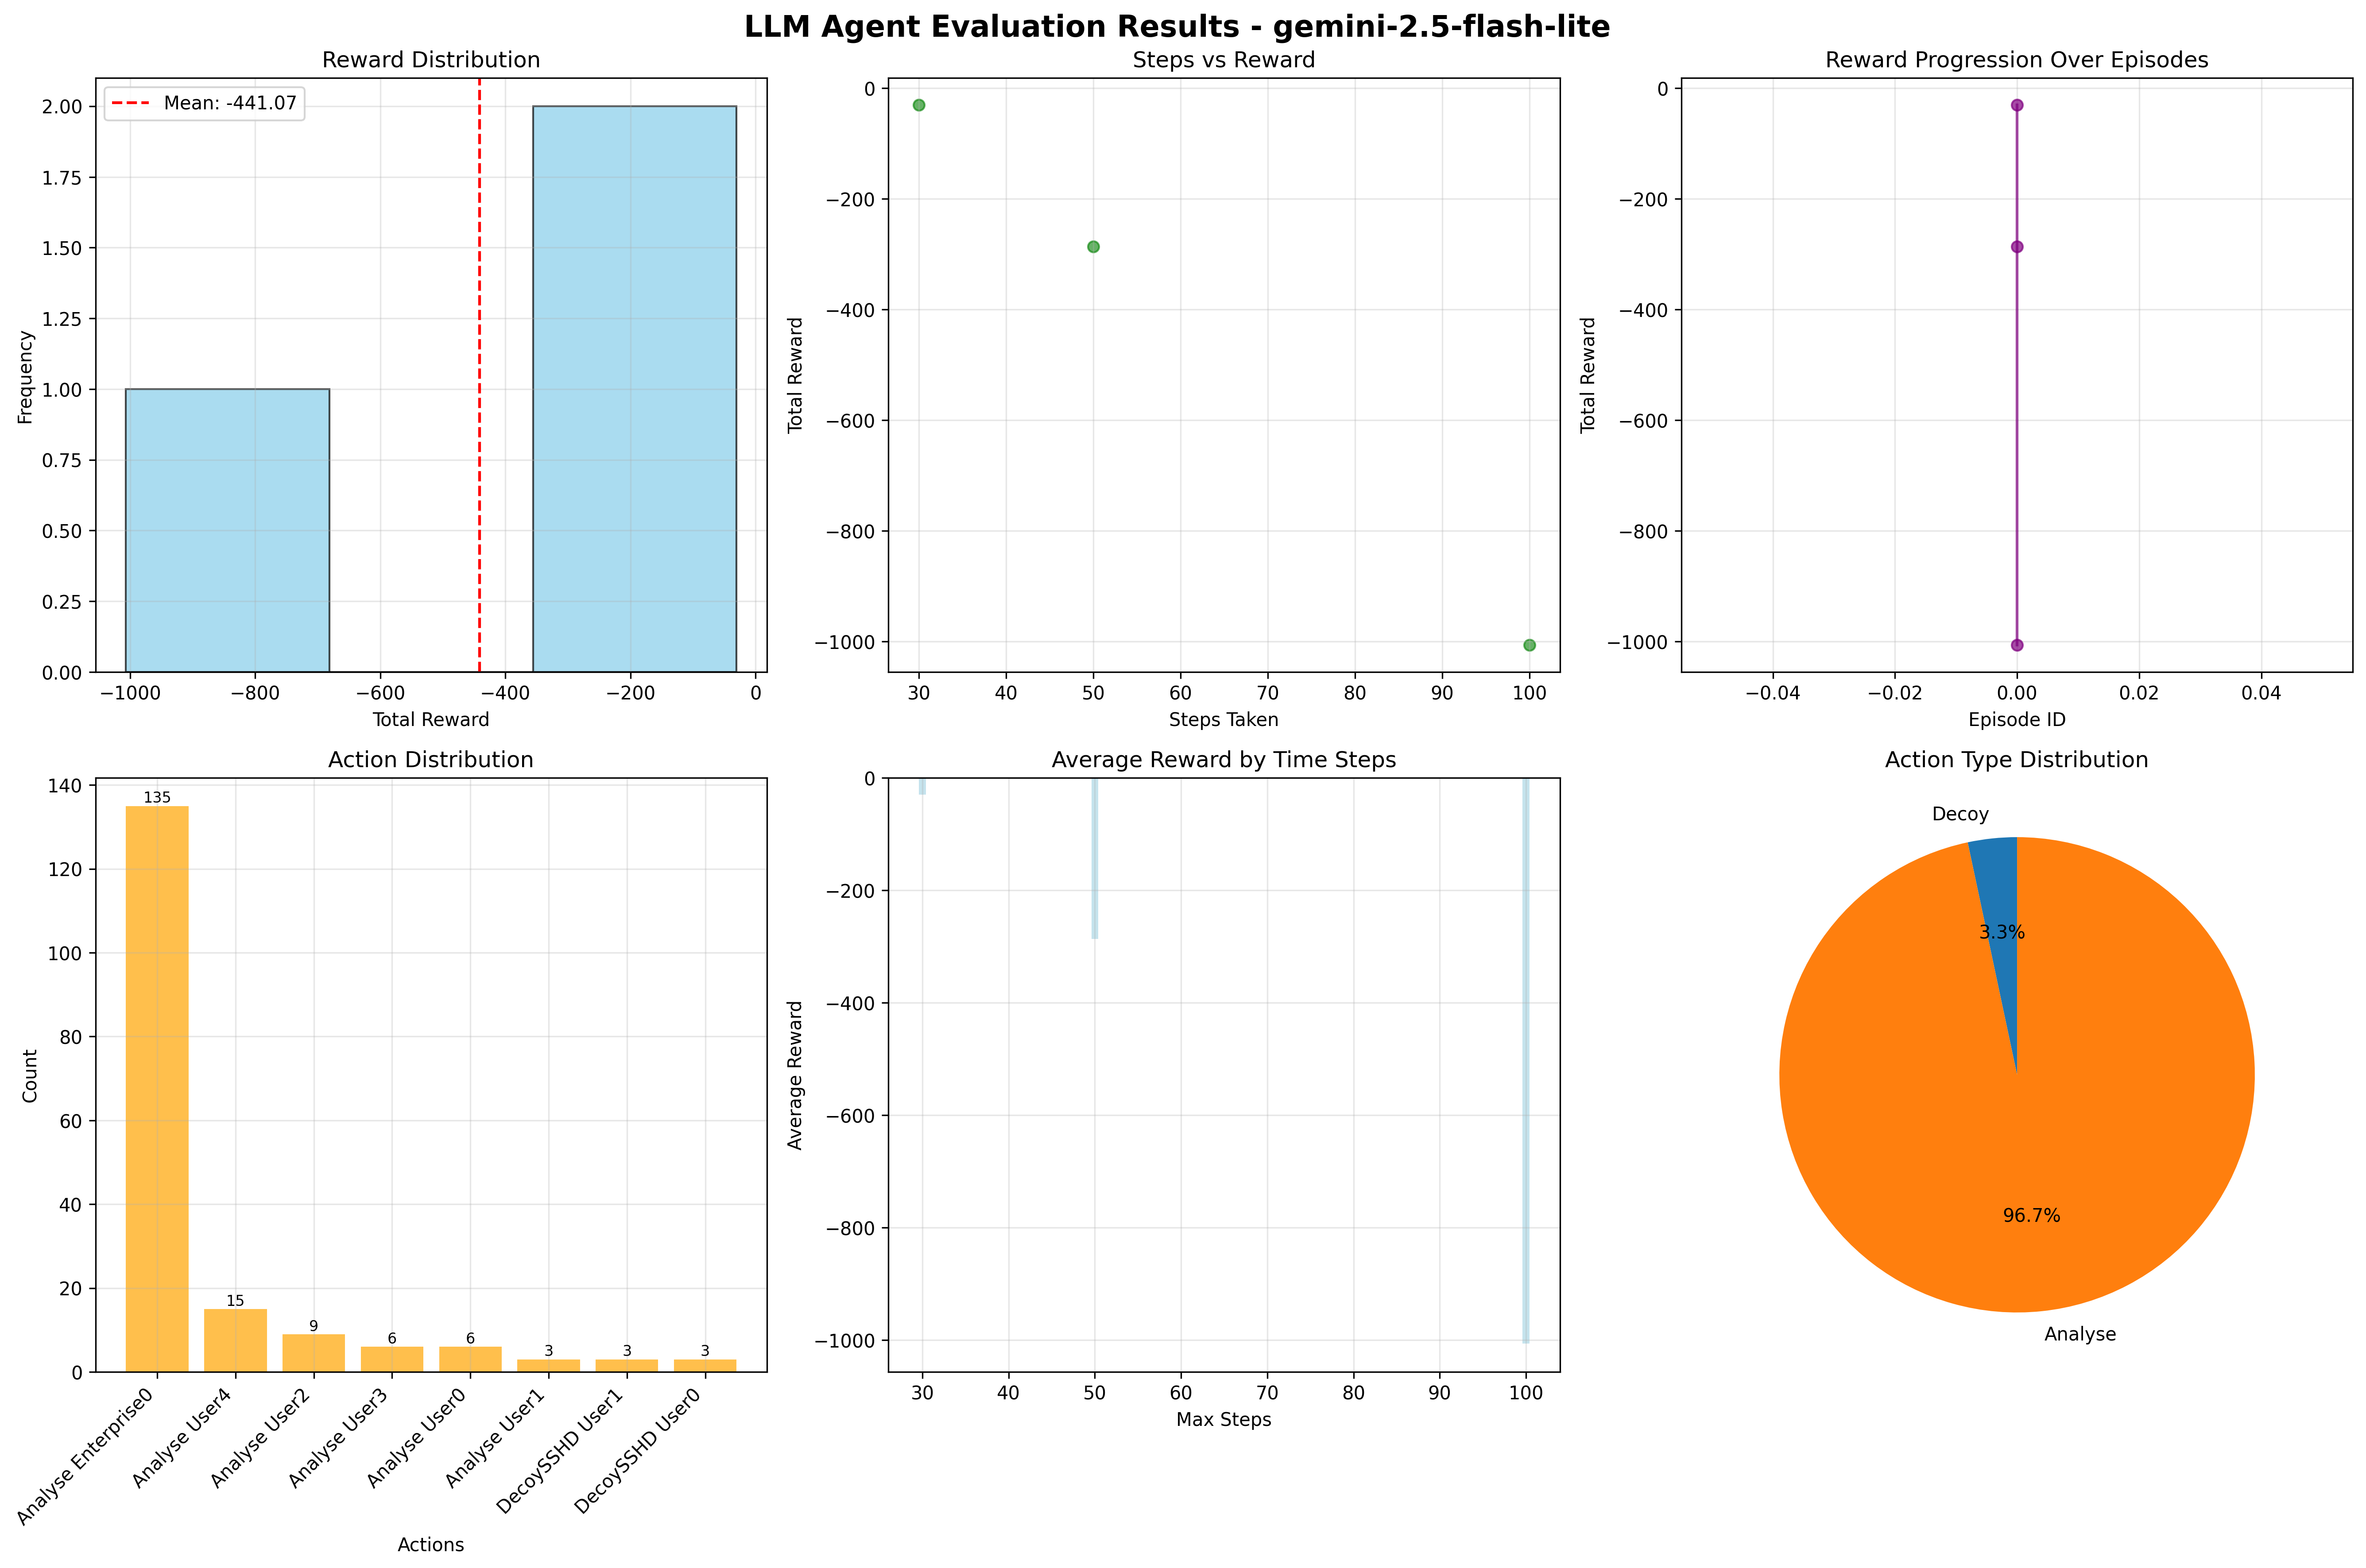 LLM Agent Evaluation Results - gemini-2.5-flash-lite
Reward Distribution
Mean: -441.07
2.00
1.75
1.50
1.25
1.00
0.75
0.50
0.25
0.00
Frequency
−1000 −800 −600 −400 −200 0
Total Reward
Steps vs Reward
0
−200
−400
−600
−800
−1000
Total Reward
30 40 50 60 70 80 90 100
Steps Taken
Reward Progression Over Episodes
0
−200
−400
−600
−800
−1000
Total Reward
−0.04 −0.02 0.00 0.02 0.04
Episode ID
Action Distribution
140
120
100
80
60
40
20
0
Count
135
15
9
6
6
3
3
3
Analyse Enterprise0
Analyse User4
Analyse User2
Analyse User3
Analyse User0
Analyse User1
DecoySSHD User1
DecoySSHD User0
Actions
Average Reward by Time Steps
0
−200
−400
−600
−800
−1000
Average Reward
30 40 50 60 70 80 90 100
Max Steps
Action Type Distribution
Decoy
3.3%
96.7%
Analyse